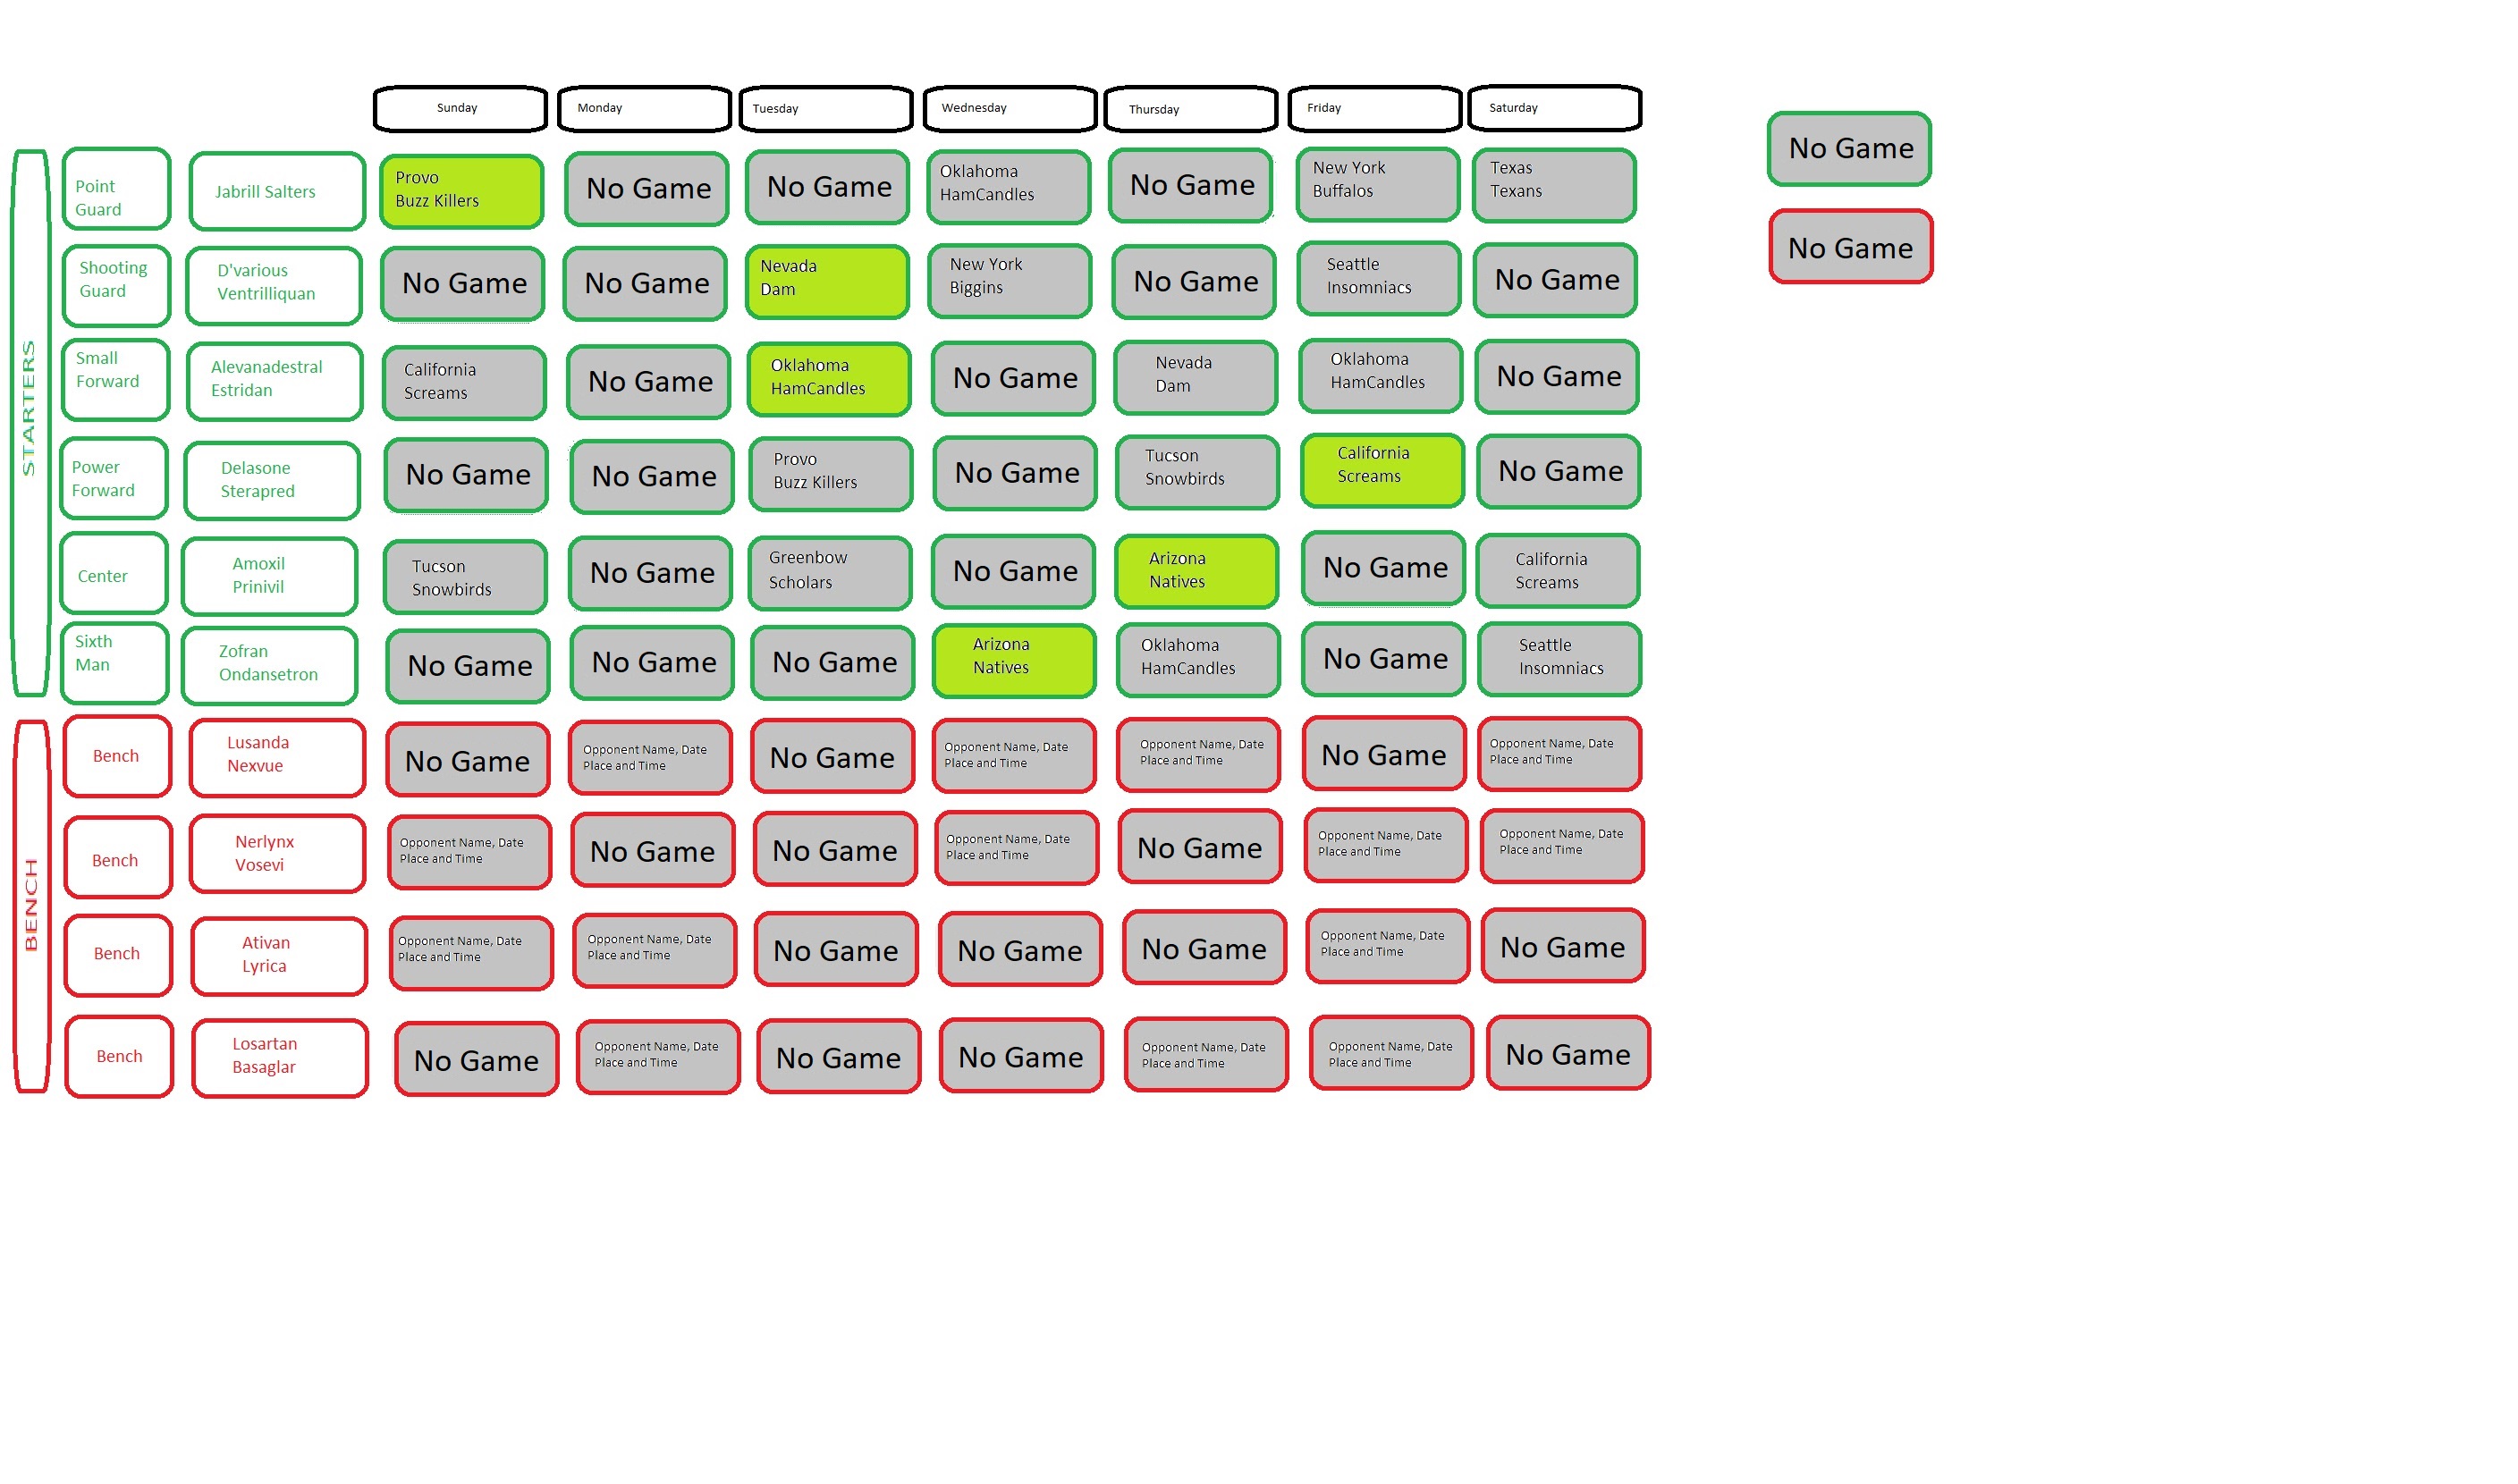 Sunday
Monday
Tuesday
Wednesday
Thursday
Friday
Saturday
STARTERS
Point
Guard
Jabrill Salters
Provo
Buzz Killers
No Game
No Game
Oklahoma
HamCandles
No Game
New York
Buffalos
Texas
Texans
No Game
Shooting
Guard
D'various
Ventrilliquan
No Game
No Game
Nevada
Dam
New York
Biggins
No Game
Seattle
Insomniacs
No Game
No Game
Small
Forward
Alevanadestral
Estridan
California
Screams
No Game
Oklahoma
HamCandles
No Game
Nevada
Dam
Oklahoma
HamCandles
No Game
Power
Forward
Delasone
Sterapred
No Game
No Game
Provo
Buzz Killers
No Game
Tucson
Snowbirds
California
Screams
No Game
Center
Amoxil
Prinivil
Tucson
Snowbirds
No Game
Greenbow
Scholars
No Game
Arizona
Natives
No Game
California
Screams
Sixth
Man
Zofran
Ondansetron
No Game
No Game
No Game
Arizona
Natives
Oklahoma
HamCandles
No Game
Seattle
Insomniacs
BENCH
Bench
Lusanda
Nexvue
No Game
Opponent Name, Date
Place and Time
No Game
Opponent Name, Date
Place and Time
Opponent Name, Date
Place and Time
No Game
Opponent Name, Date
Place and Time
Bench
Nerlynx
Vosevi
Opponent Name, Date
Place and Time
No Game
No Game
Opponent Name, Date
Place and Time
No Game
Opponent Name, Date
Place and Time
Opponent Name, Date
Place and Time
Bench
Ativan
Lyrica
Opponent Name, Date
Place and Time
Opponent Name, Date
Place and Time
No Game
No Game
No Game
Opponent Name, Date
Place and Time
No Game
Bench
Losartan
Basaglar
No Game
Opponent Name, Date
Place and Time
No Game
No Game
Opponent Name, Date
Place and Time
Opponent Name, Date
Place and Time
No Game